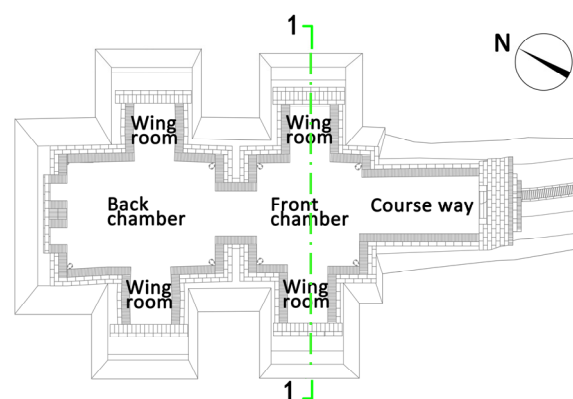 1
N
Wing
room
Wing
room
Back
chamber
Front
chamber
Course way
Wing
room
Wing
room
1